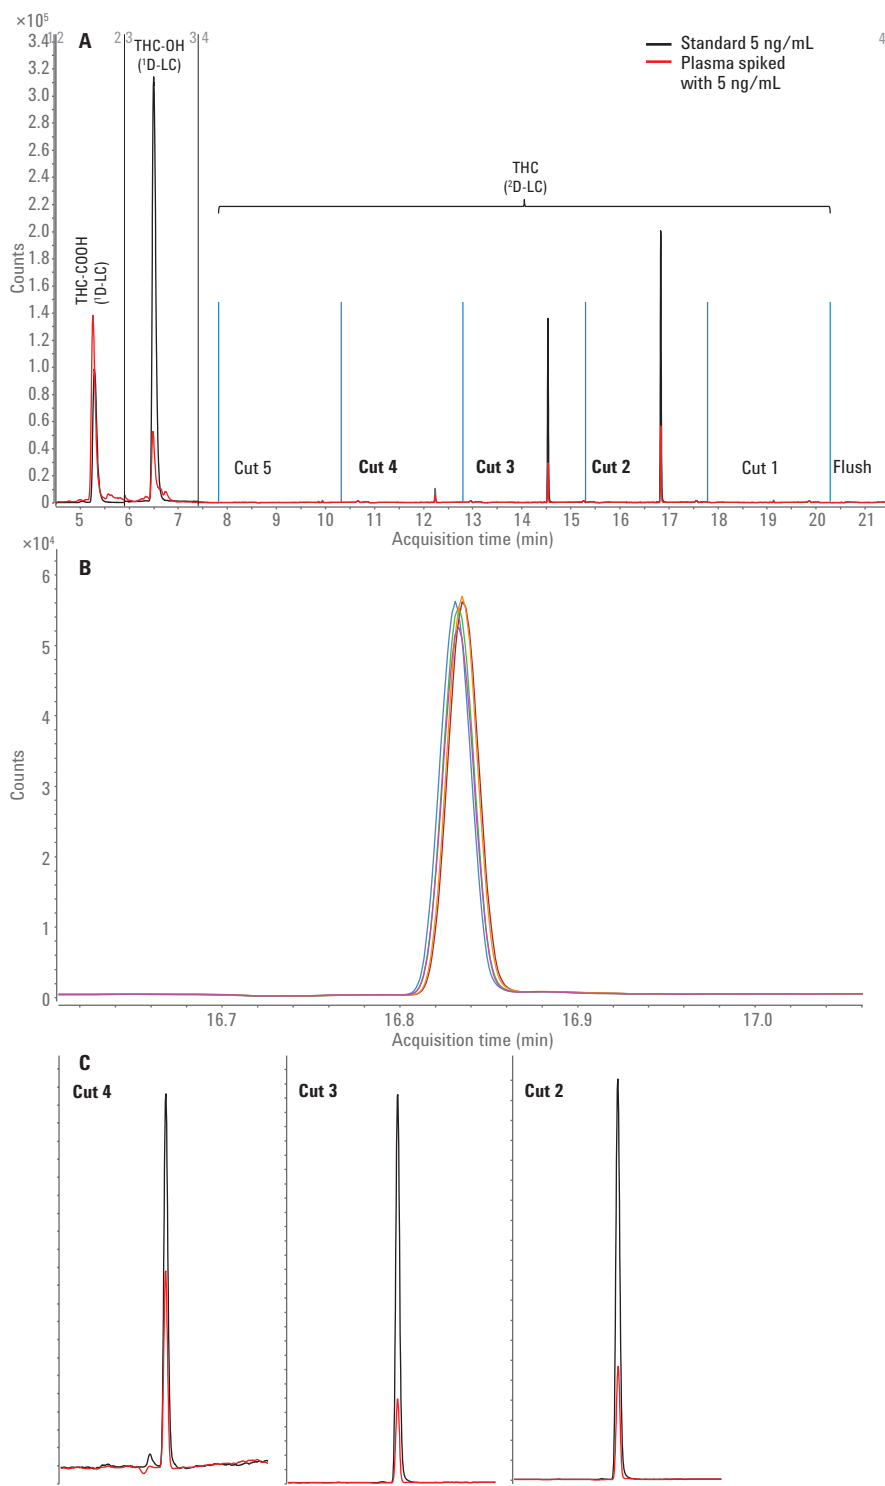 ×10⁵
A
1 2
2 3
3 4
4
THC-OH
(¹D-LC)
Standard 5 ng/mL
Plasma spiked
with 5 ng/mL
3.4
3.2
3.0
2.8
2.6
2.4
2.2
2.0
1.8
1.6
1.4
1.2
1.0
0.8
0.6
0.4
0.2
0
Counts
THC-COOH
(¹D-LC)
THC
(²D-LC)
Cut 5
Cut 4
Cut 3
Cut 2
Cut 1
Flush
5 6 7 8 9 10 11 12 13 14 15 16 17 18 19 20 21
Acquisition time (min)
×10⁴
B
6
5
4
3
2
1
0
Counts
16.7 16.8 16.9 17.0
Acquisition time (min)
C
Cut 4
Cut 3
Cut 2